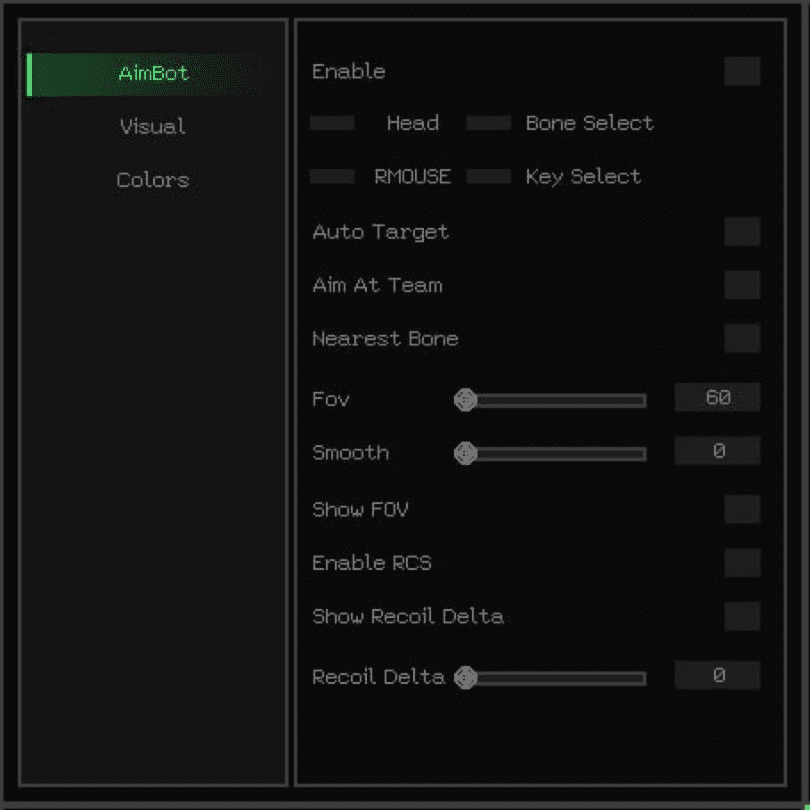 AimBot
Visual
Colors
Enable
Head Bone Select
RMOUSE Key Select
Auto Target
Aim At Team
Nearest Bone
Fov 60
Smooth 0
Show FOV
Enable RCS
Show Recoil Delta
Recoil Delta 0